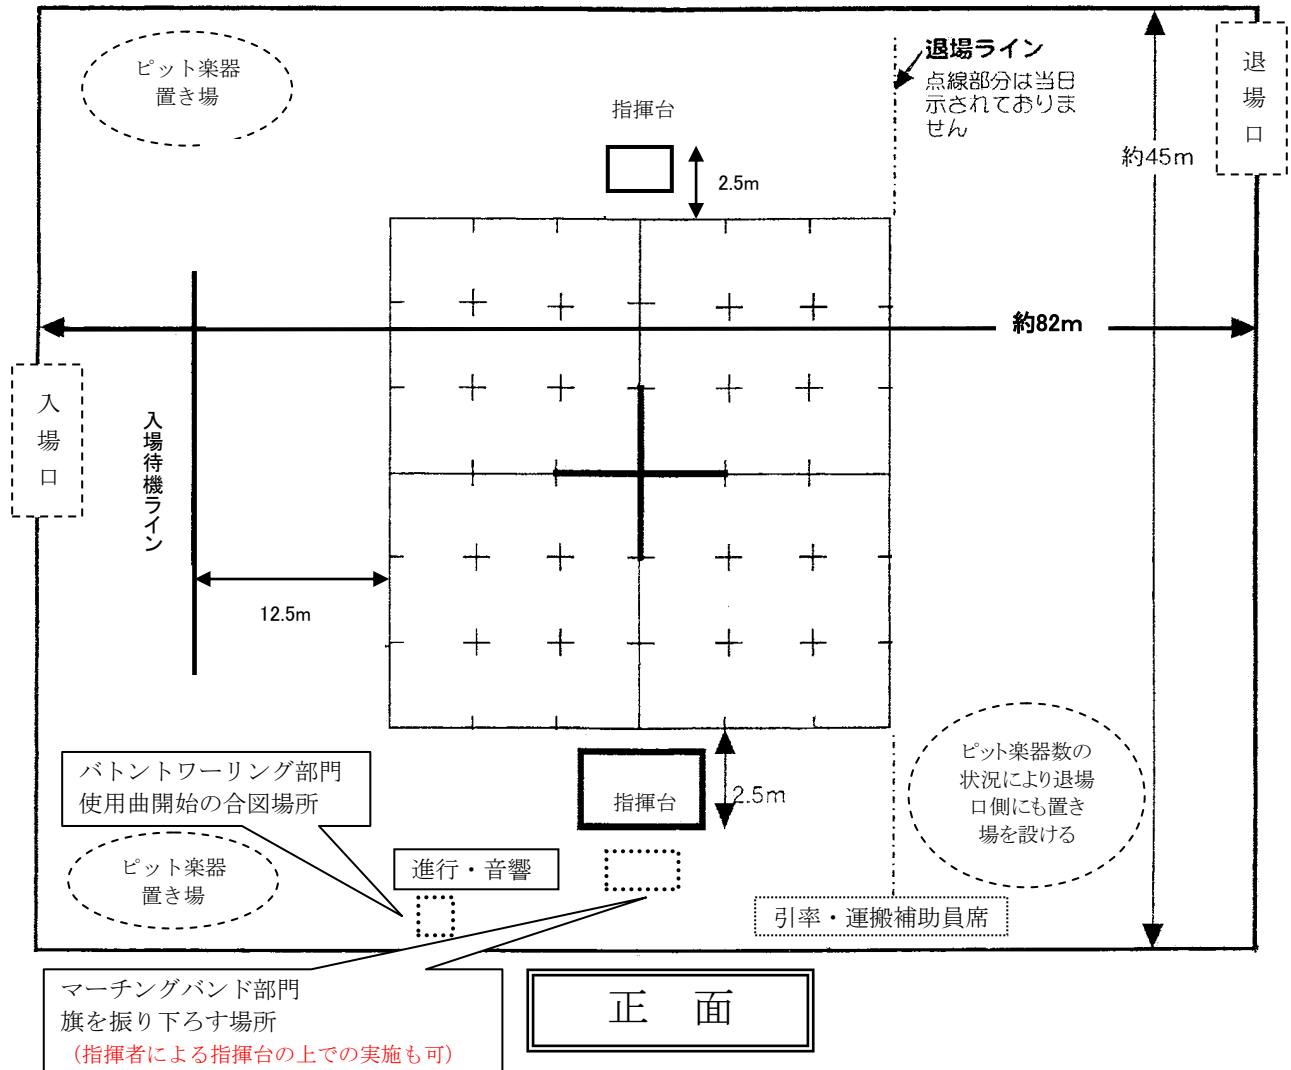 ピット楽器
置き場
指揮台
2.5m
退場ライン
点線部分は当日
示されておりま
せん
退場口
約45m
約82m
入場口
入場待機ライン
12.5m
バトントワーリング部門
使用曲開始の合図場所
指揮台
2.5m
ピット楽器数の
状況により退場
口側にも置き
場を設ける
ピット楽器
置き場
進行・音響
引率・運搬補助員席
マーチングバンド部門
旗を振り下ろす場所
（指揮者による指揮台の上での実施も可）
正　面